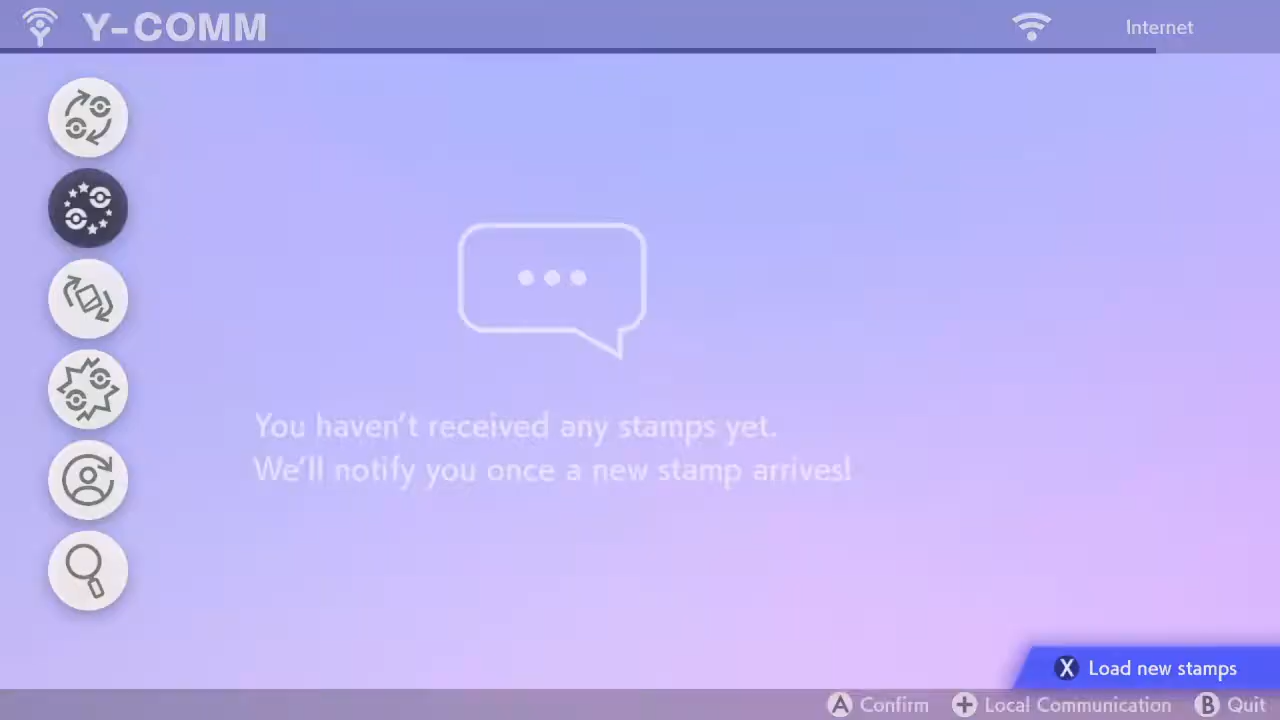 Y-COMM
Internet
You haven't received any stamps yet.
We'll notify you once a new stamp arrives!
X Load new stamps
A Confirm + Local Communication B Quit